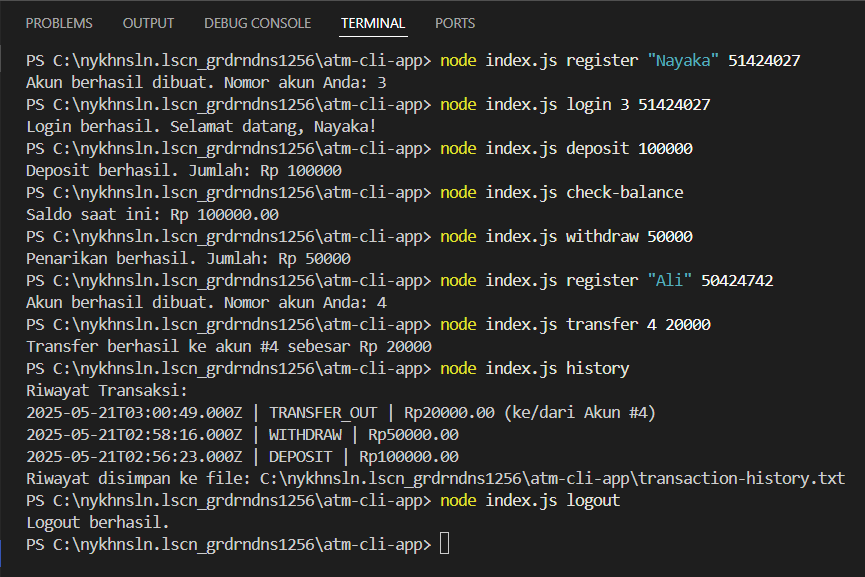 PROBLEMS OUTPUT DEBUG CONSOLE TERMINAL PORTS
PS C:\nykhnsln.lscn_grdrndns1256\atm-cli-app> node index.js register "Nayaka" 51424027
Akun berhasil dibuat. Nomor akun Anda: 3
PS C:\nykhnsln.lscn_grdrndns1256\atm-cli-app> node index.js login 3 51424027
Login berhasil. Selamat datang, Nayaka!
PS C:\nykhnsln.lscn_grdrndns1256\atm-cli-app> node index.js deposit 100000
Deposit berhasil. Jumlah: Rp 100000
PS C:\nykhnsln.lscn_grdrndns1256\atm-cli-app> node index.js check-balance
Saldo saat ini: Rp 100000.00
PS C:\nykhnsln.lscn_grdrndns1256\atm-cli-app> node index.js withdraw 50000
Penarikan berhasil. Jumlah: Rp 50000
PS C:\nykhnsln.lscn_grdrndns1256\atm-cli-app> node index.js register "Ali" 50424742
Akun berhasil dibuat. Nomor akun Anda: 4
PS C:\nykhnsln.lscn_grdrndns1256\atm-cli-app> node index.js transfer 4 20000
Transfer berhasil ke akun #4 sebesar Rp 20000
PS C:\nykhnsln.lscn_grdrndns1256\atm-cli-app> node index.js history
Riwayat Transaksi:
2025-05-21T03:00:49.000Z | TRANSFER_OUT | Rp20000.00 (ke/dari Akun #4)
2025-05-21T02:58:16.000Z | WITHDRAW | Rp50000.00
2025-05-21T02:56:23.000Z | DEPOSIT | Rp100000.00
Riwayat disimpan ke file: C:\nykhnsln.lscn_grdrndns1256\atm-cli-app\transaction-history.txt
PS C:\nykhnsln.lscn_grdrndns1256\atm-cli-app> node index.js logout
Logout berhasil.
PS C:\nykhnsln.lscn_grdrndns1256\atm-cli-app>